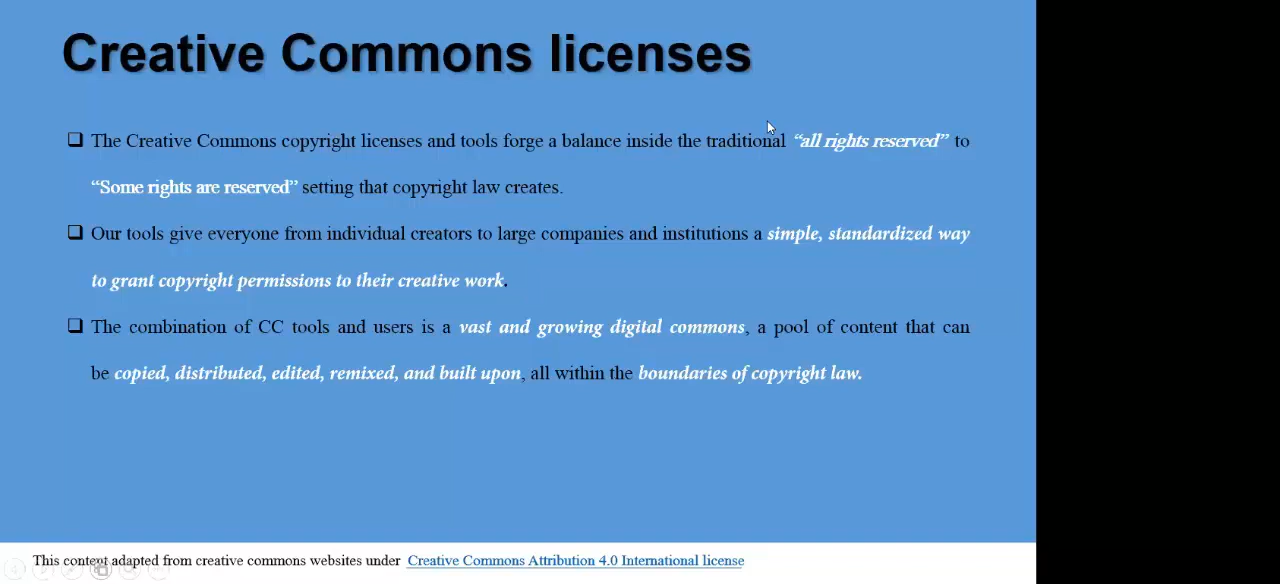 Creative Commons licenses
❑ The Creative Commons copyright licenses and tools forge a balance inside the traditional “all rights reserved” to
“Some rights are reserved” setting that copyright law creates.
❑ Our tools give everyone from individual creators to large companies and institutions a simple, standardized way
to grant copyright permissions to their creative work.
❑ The combination of CC tools and users is a vast and growing digital commons, a pool of content that can
be copied, distributed, edited, remixed, and built upon, all within the boundaries of copyright law.
This content adapted from creative commons websites under Creative Commons Attribution 4.0 International license